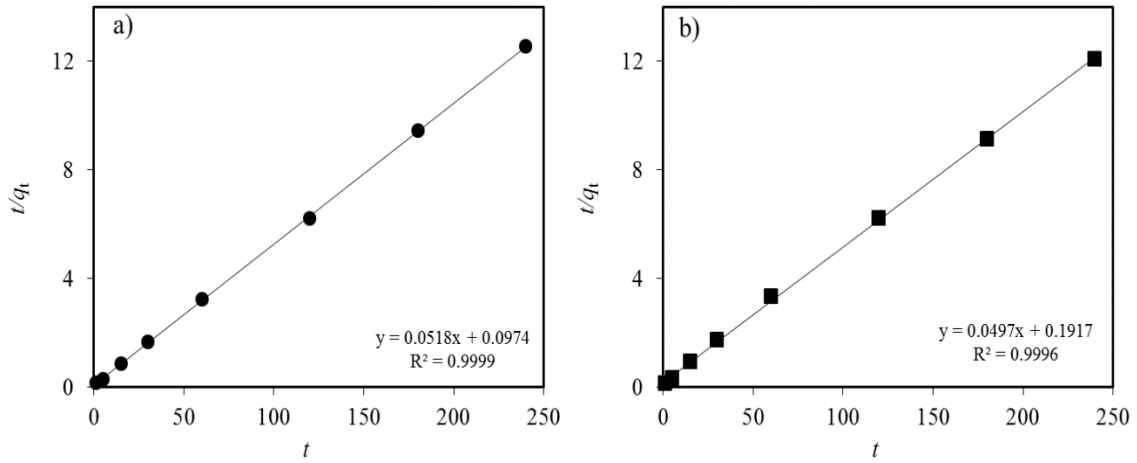 a)
12
8
4
0
t/qt
0 50 100 150 200 250
t
y = 0.0518x + 0.0974
R² = 0.9999
b)
12
8
4
0
t/qt
0 50 100 150 200 250
t
y = 0.0497x + 0.1917
R² = 0.9996